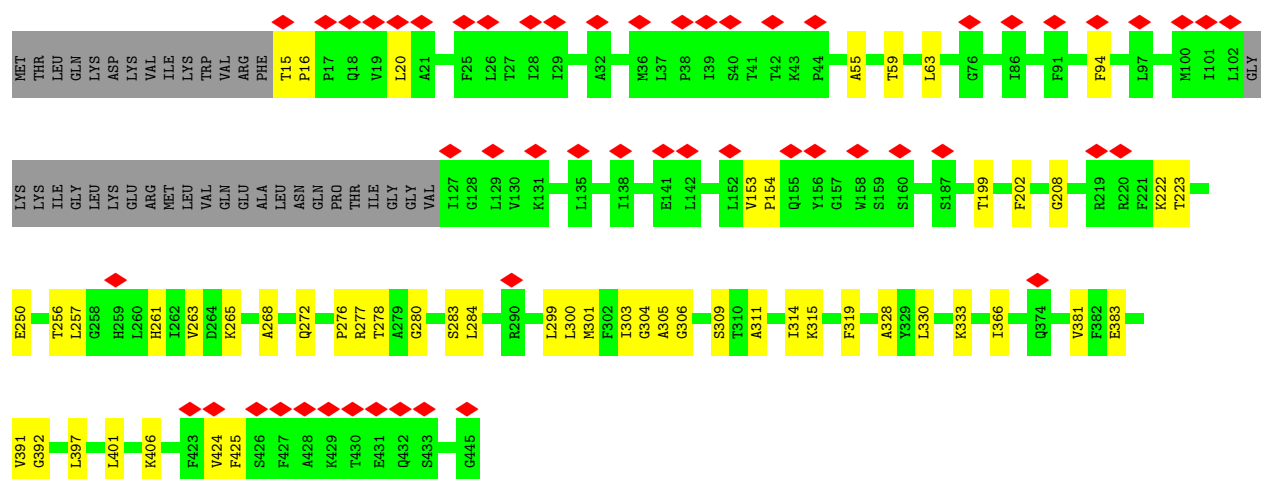 MET THR LEU GLN LYS ASP LYS VAL ILE LYS TRP VAL ARG PHE T15 P16 P17 Q18 V19 L20 A21 F25 L26 T27 I28 I29 A32 M36 L37 P38 I39 S40 T41 T42 K43 P44 A55 T59 L63 G76 I86 F91 F94 L97 M100 I101 L102 GLY
LYS LYS ILE GLY LEU LYS GLU ARG MET LEU VAL GLN GLU ALA LEU ASN GLN PRO THR ILE GLY GLY VAL I127 G128 L129 V130 K131 L135 I138 E141 L142 L152 V153 P154 Q155 Y156 G157 W158 S159 S160 S187 T199 F202 G208 R219 R220 F221 K222 T223
E250 T256 L257 G258 H259 L260 H261 I262 V263 D264 K265 A268 Q272 P276 R277 T278 A279 G280 S283 L284 R290 L299 L300 M301 F302 I303 G304 A305 G306 S309 T310 A311 I314 K315 F319 A328 Y329 L330 K333 I366 Q374 V381 F382 E383
V391 G392 L397 L401 K406 F423 V424 F425 S426 F427 A428 K429 T430 E431 Q432 S433 G445